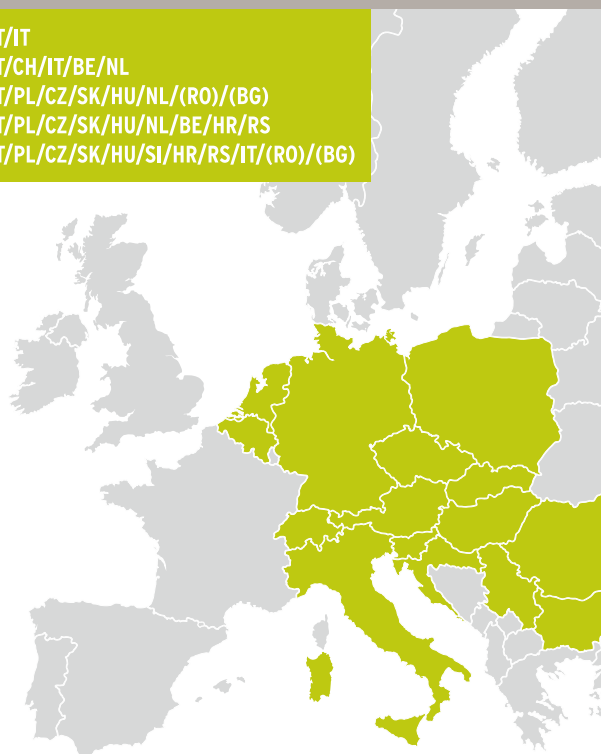 T/IT
T/CH/IT/BE/NL
T/PL/CZ/SK/HU/NL/(RO)/(BG)
T/PL/CZ/SK/HU/NL/BE/HR/RS
T/PL/CZ/SK/HU/SI/HR/RS/IT/(RO)/(BG)